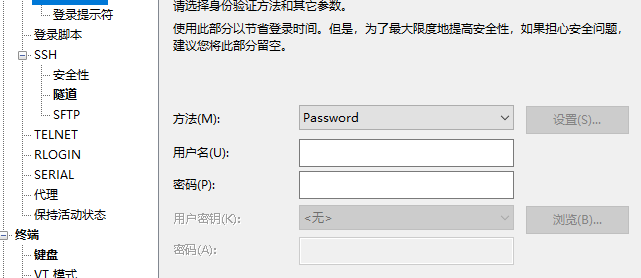 登录提示符
登录脚本
SSH
安全性
隧道
SFTP
TELNET
RLOGIN
SERIAL
代理
保持活动状态
终端
键盘
VT 模式
请选择身份验证方法和其它参数。
使用此部分以节省登录时间。但是，为了最大限度地提高安全性，如果担心安全问题，
建议您将此部分留空。
方法(M):
Password
设置(S)...
用户名(U):
密码(P):
用户密钥(K):
<无>
浏览(B)...
密码(A):